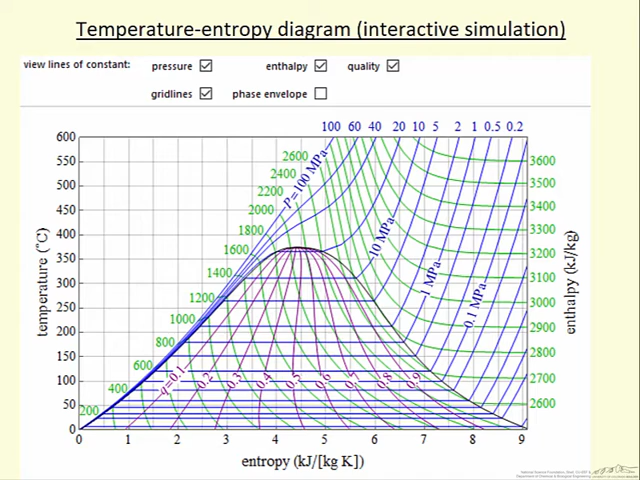 Temperature-entropy diagram (interactive simulation)
view lines of constant: pressure enthalpy quality
gridlines phase envelope
100 60 40 20 10 5 2 1 0.5 0.2
600
550
500
450
400
350
300
250
200
150
100
50
0
temperature (°C)
2600
2400
2200
2000
1800
1600
1400
1200
1000
800
600
400
200
P=100 MPa
10 MPa
1 MPa
0.1 MPa
q=0.1 0.2 0.3 0.4 0.5 0.6 0.7 0.8 0.9
3600
3500
3400
3300
3200
3100
3000
2900
2800
2700
2600
enthalpy (kJ/kg)
0 1 2 3 4 5 6 7 8 9
entropy (kJ/[kg K])